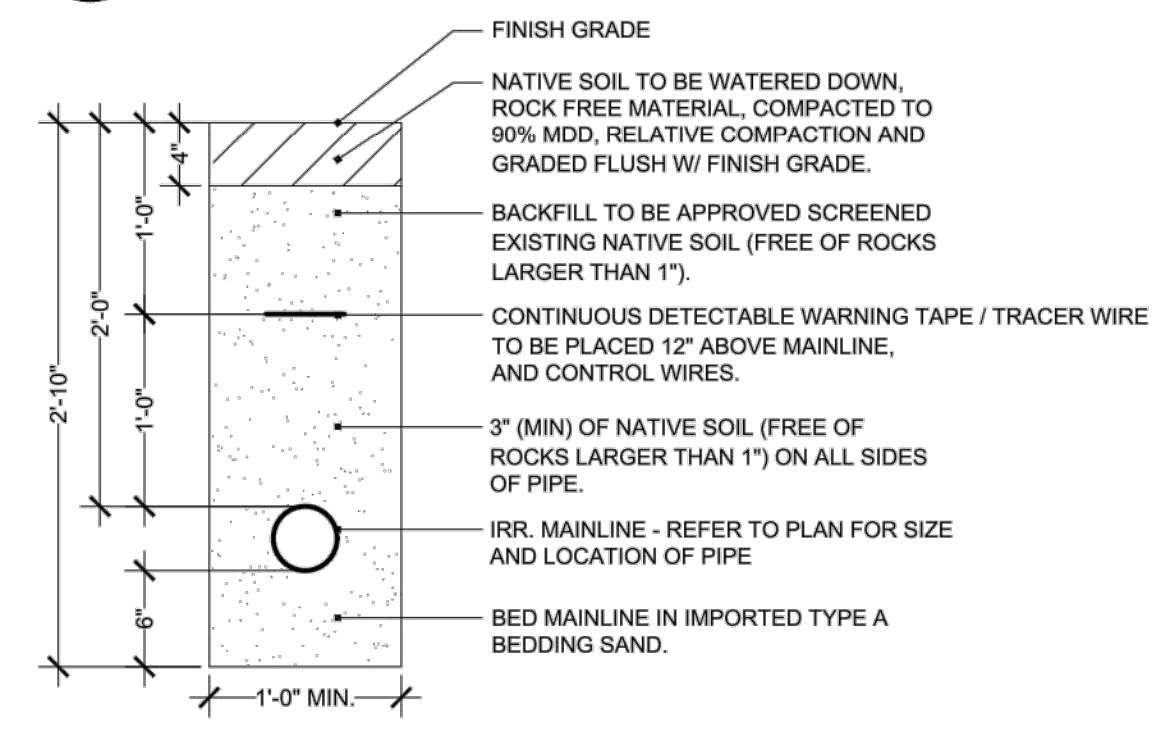 FINISH GRADE
NATIVE SOIL TO BE WATERED DOWN,
ROCK FREE MATERIAL, COMPACTED TO
90% MDD, RELATIVE COMPACTION AND
GRADED FLUSH W/ FINISH GRADE.
4"
BACKFILL TO BE APPROVED SCREENED
EXISTING NATIVE SOIL (FREE OF ROCKS
LARGER THAN 1").
1'-0"
2'-0"
CONTINUOUS DETECTABLE WARNING TAPE / TRACER WIRE
TO BE PLACED 12" ABOVE MAINLINE,
AND CONTROL WIRES.
2'-10"
1'-0"
3" (MIN) OF NATIVE SOIL (FREE OF
ROCKS LARGER THAN 1") ON ALL SIDES
OF PIPE.
IRR. MAINLINE - REFER TO PLAN FOR SIZE
AND LOCATION OF PIPE
6"
BED MAINLINE IN IMPORTED TYPE A
BEDDING SAND.
1'-0" MIN.